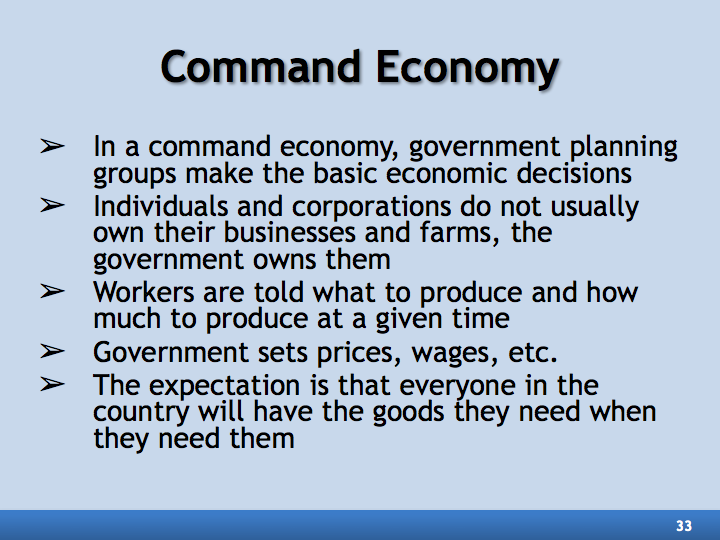 Command Economy
➢ In a command economy, government planning
groups make the basic economic decisions
➢ Individuals and corporations do not usually
own their businesses and farms, the
government owns them
➢ Workers are told what to produce and how
much to produce at a given time
➢ Government sets prices, wages, etc.
➢ The expectation is that everyone in the
country will have the goods they need when
they need them
33